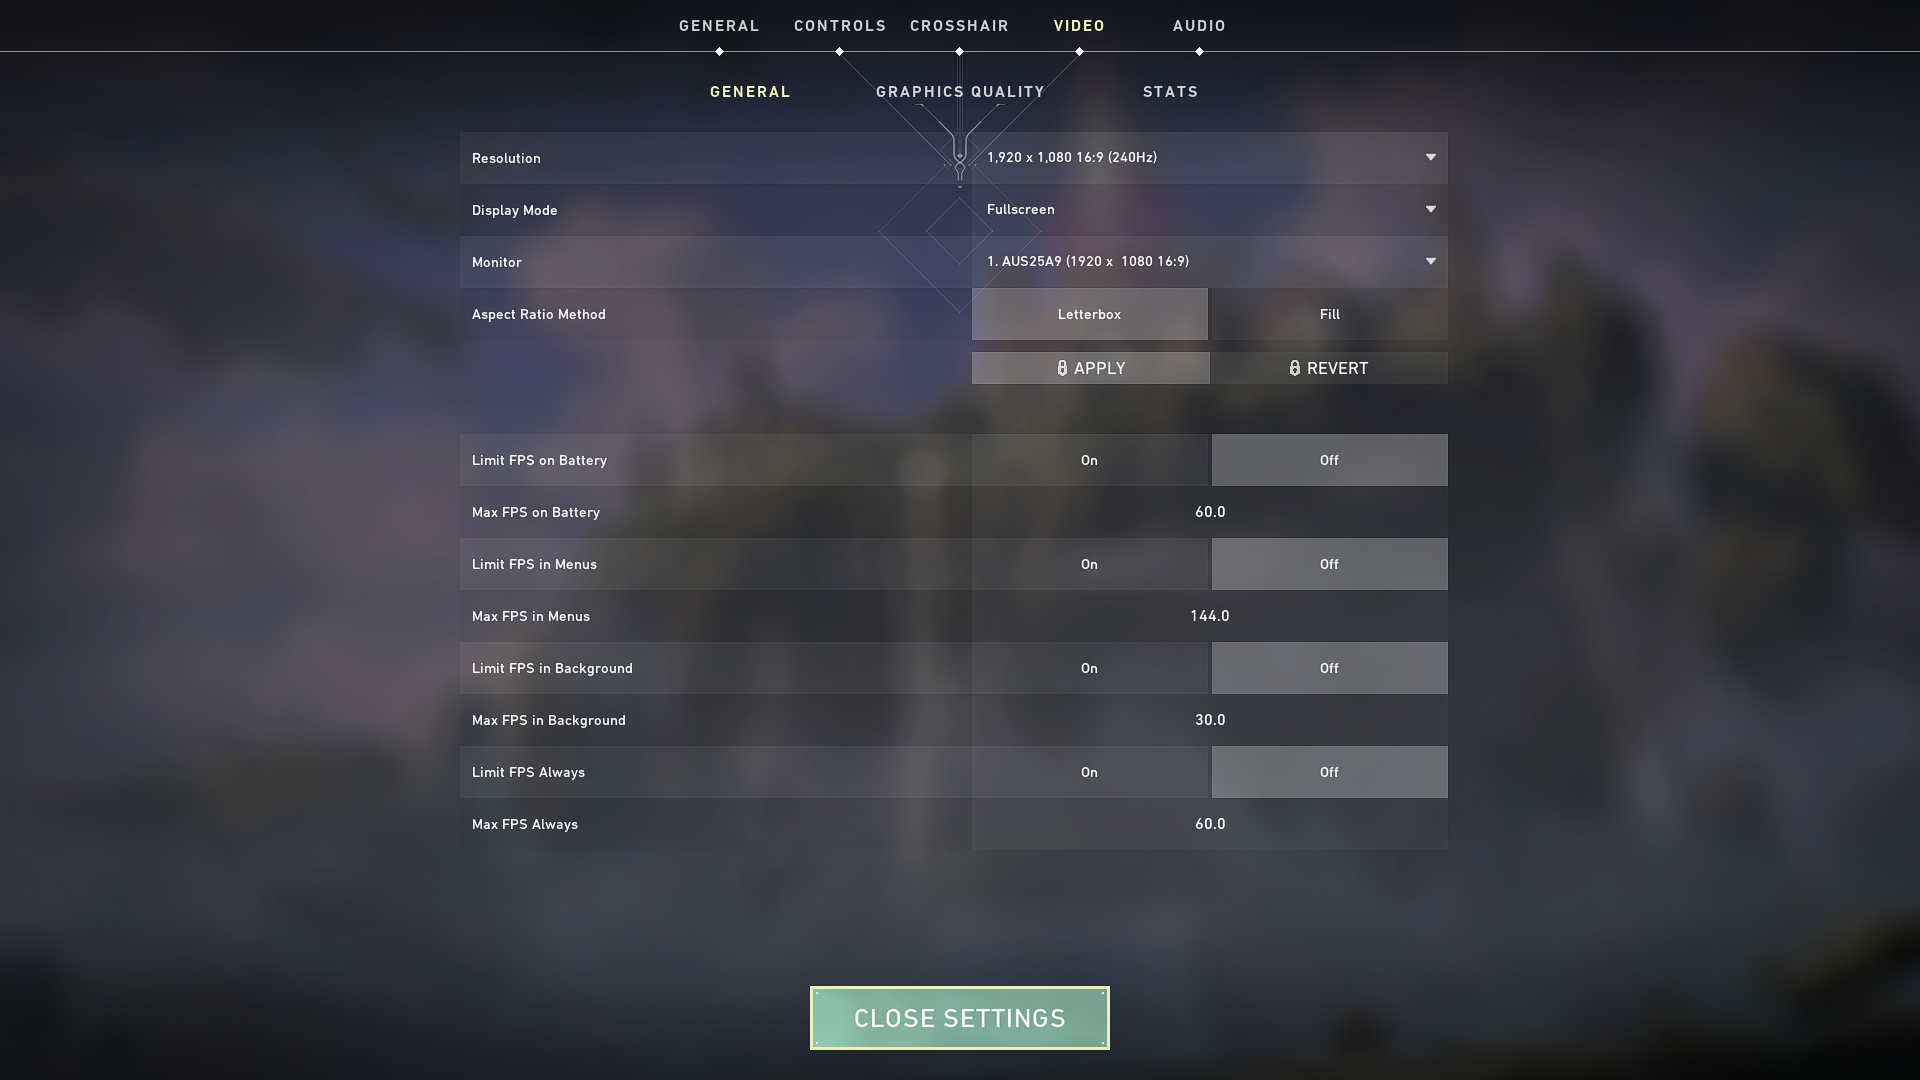 GENERAL CONTROLS CROSSHAIR VIDEO AUDIO
GENERAL GRAPHICS QUALITY STATS
Resolution 1,920 x 1,080 16:9 (240Hz)
Display Mode Fullscreen
Monitor 1. AUS25A9 (1920 x  1080 16:9)
Aspect Ratio Method Letterbox Fill
APPLY REVERT
Limit FPS on Battery On Off
Max FPS on Battery 60.0
Limit FPS in Menus On Off
Max FPS in Menus 144.0
Limit FPS in Background On Off
Max FPS in Background 30.0
Limit FPS Always On Off
Max FPS Always 60.0
CLOSE SETTINGS